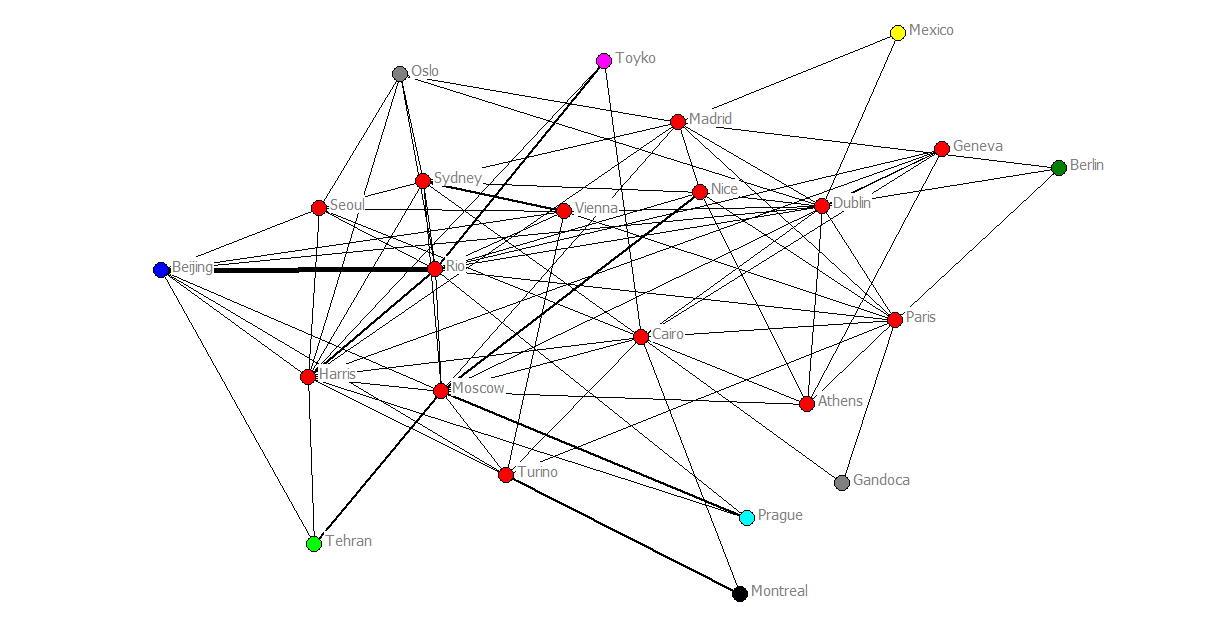 Mexico
Toyko
Oslo
Madrid
Geneva
Berlin
Sydney
Nice
Seoul
Vienna
Dublin
Beijing
Rio
Paris
Cairo
Harris
Moscow
Athens
Turino
Gandoca
Prague
Tehran
Montreal